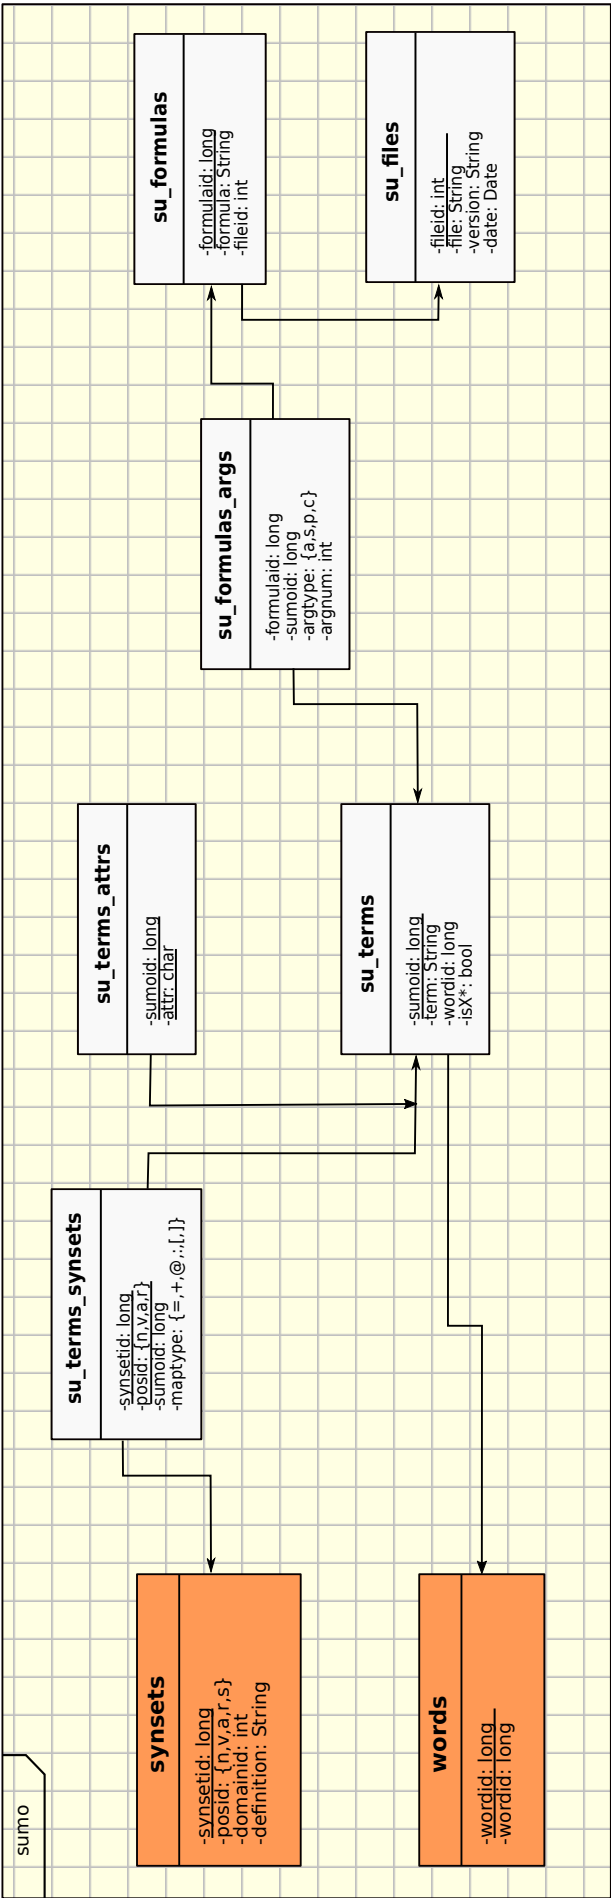 sumo
synsets
-synsetid: long
-posid: {n,v,a,r,s}
-domainid: int
-definition: String
words
-wordid: long
-wordid: long
su_terms_synsets
-synsetid: long
-posid: {n,v,a,r}
-sumoid: long
-maptype: {=,+,@,:,[,]}
su_terms_attrs
-sumoid: long
-attr: char
su_terms
-sumoid: long
-term: String
-wordid: long
-isX*: bool
su_formulas_args
-formulaid: long
-sumoid: long
-argtype: {a,s,p,c}
-argnum: int
su_formulas
-formulaid: long
-formula: String
-fileid: int
su_files
-fileid: int
-file: String
-version: String
-date: Date